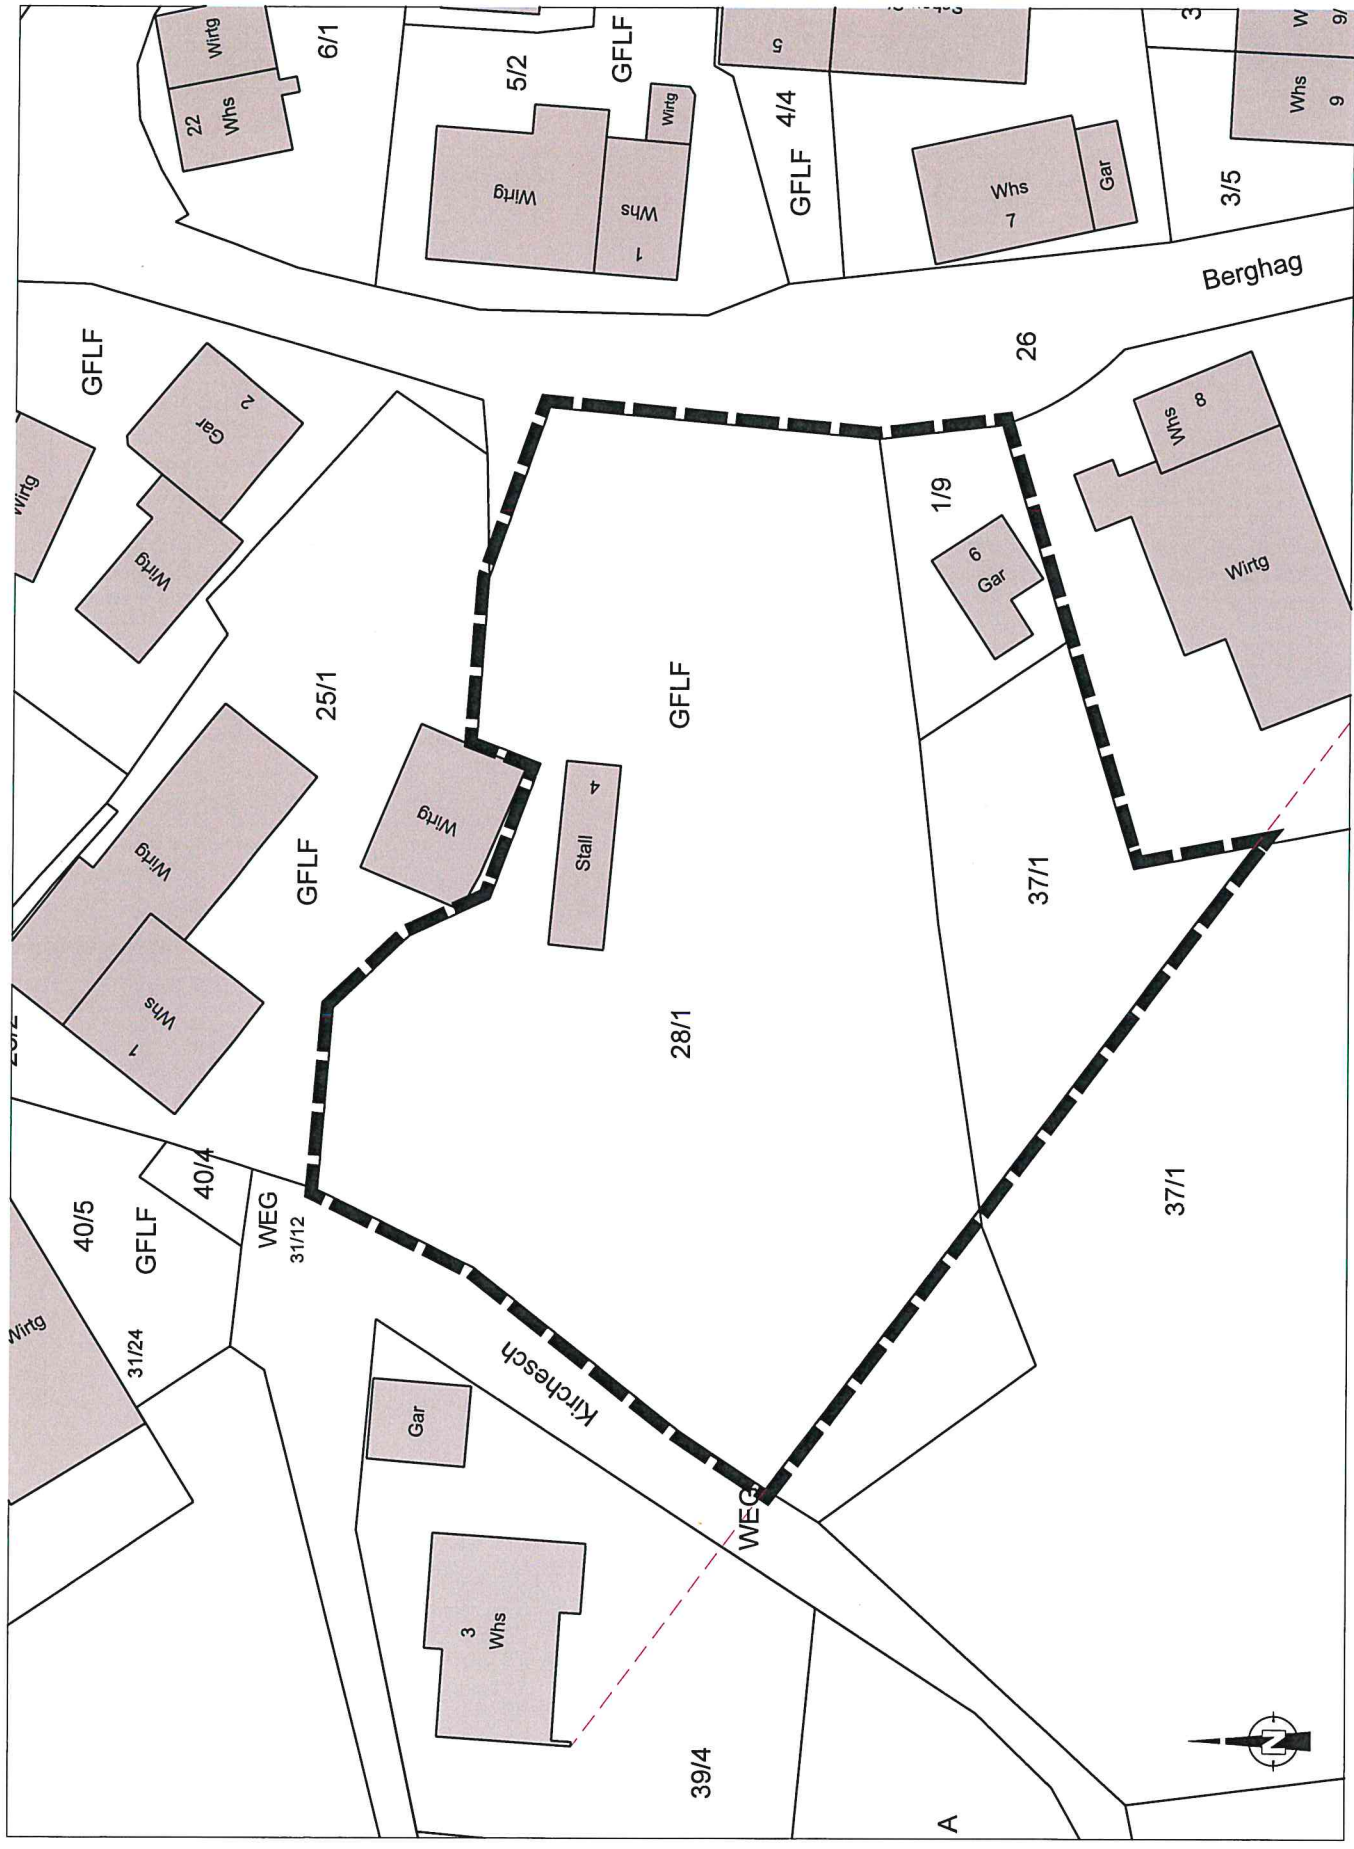 Wirtg
22
Whs
6/1
5/2
GFLF
Wirtg
Wirtg
Whs
1
5
4/4
GFLF
Whs
7
Gar
3
W
9/
Whs
9
3/5
Berghag
26
GFLF
Gar
2
Wirtg
Wirtg
25/1
Wirtg
GFLF
Wirtg
Whs
1
Stall
4
GFLF
28/1
1/9
6
Gar
Whs
8
Wirtg
37/1
37/1
40/5
GFLF
40/4
WEG
31/12
31/24
Wirtg
Kirchesch
Gar
WEG
3
Whs
39/4
A
N